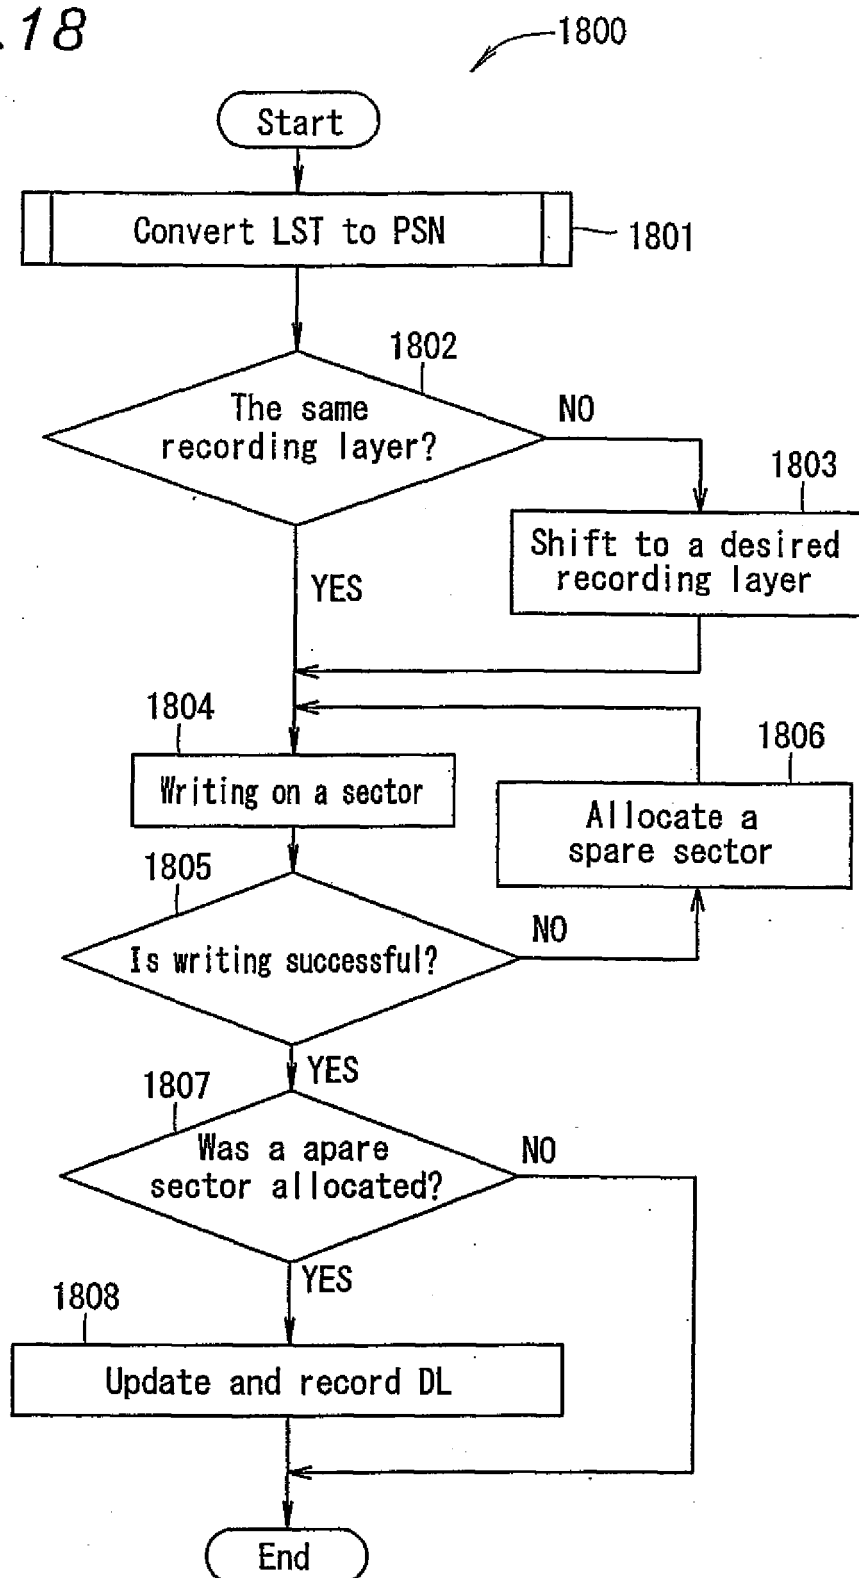 .18
1800
Start
Convert LST to PSN
1801
1802
The same
recording layer?
NO
1803
Shift to a desired
recording layer
YES
1804
Writing on a sector
1806
Allocate a
spare sector
1805
Is writing successful?
NO
YES
1807
Was a apare
sector allocated?
NO
YES
1808
Update and record DL
End